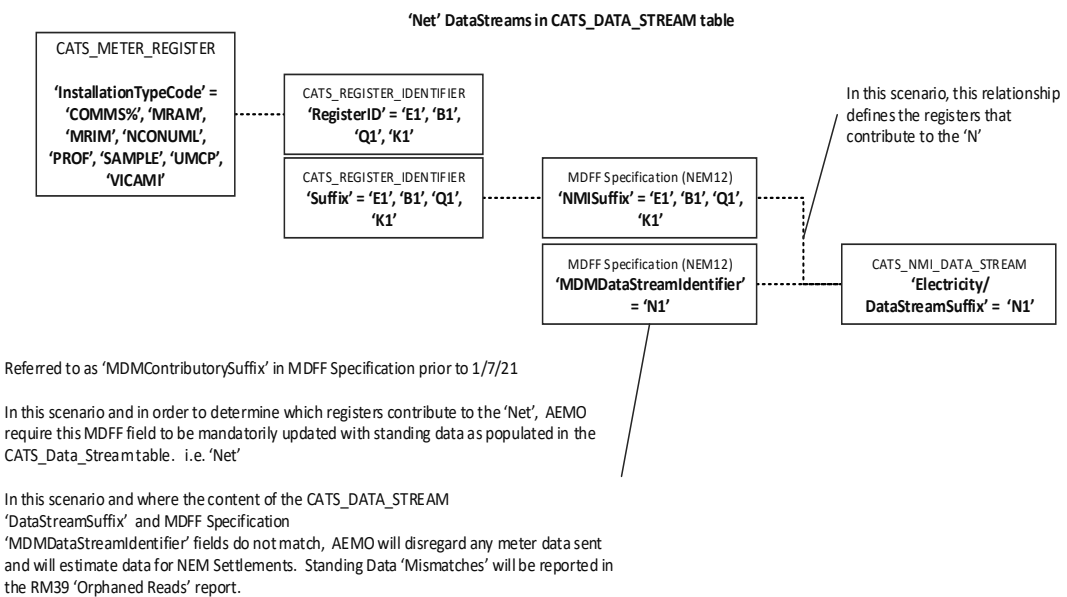 ‘Net’ DataStreams in CATS_DATA_STREAM table
CATS_METER_REGISTER
‘InstallationTypeCode’ =
‘COMMS%’, ‘MRAM’,
‘MRIM’, ‘NCONUML’,
‘PROF’, ‘SAMPLE’, ‘UMCP’,
‘VICAMI’
CATS_REGISTER_IDENTIFIER
‘RegisterID’ = ‘E1’, ‘B1’,
‘Q1’, ‘K1’
CATS_REGISTER_IDENTIFIER
‘Suffix’ = ‘E1’, ‘B1’, ‘Q1’,
‘K1’
MDFF Specification (NEM12)
‘NMISuffix’ = ‘E1’, ‘B1’, ‘Q1’,
‘K1’
MDFF Specification (NEM12)
‘MDMDataStreamIdentifier’
= ‘N1’
In this scenario, this relationship
defines the registers that
contribute to the ‘N’
CATS_NMI_DATA_STREAM
‘Electricity/
DataStreamSuffix’ = ‘N1’
Referred to as ‘MDMContributorySuffix’ in MDFF Specification prior to 1/7/21
In this scenario and in order to determine which registers contribute to the ‘Net’, AEMO
require this MDFF field to be mandatorily updated with standing data as populated in the
CATS_Data_Stream table. i.e. ‘Net’
In this scenario and where the content of the CATS_DATA_STREAM
‘DataStreamSuffix’ and MDFF Specification
‘MDMDataStreamIdentifier’ fields do not match, AEMO will disregard any meter data sent
and will estimate data for NEM Settlements. Standing Data ‘Mismatches’ will be reported in
the RM39 ‘Orphaned Reads’ report.